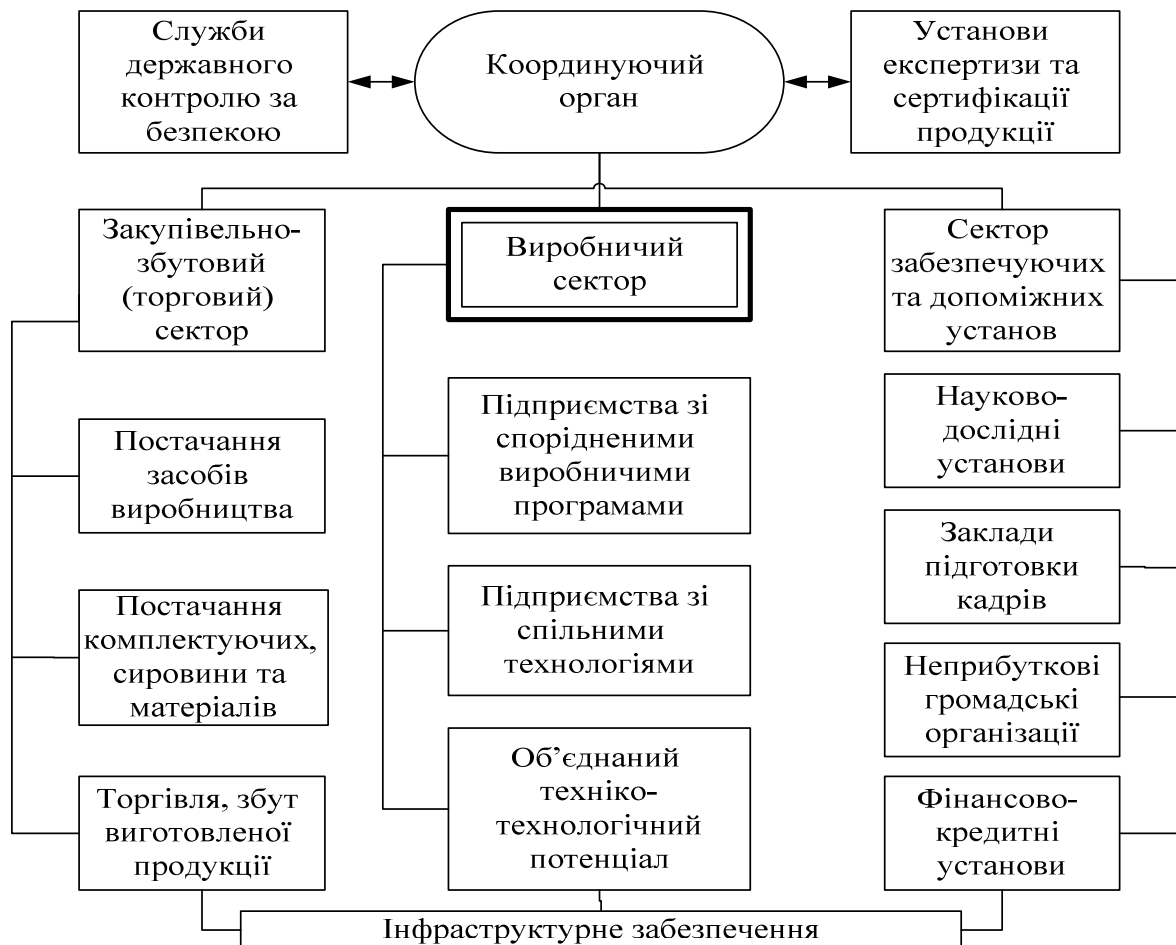 Служби
державного
контролю за
безпекою
Координуючий
орган
Установи
експертизи та
сертифікації
продукції
Закупівельно-
збутовий
(торговий)
сектор
Виробничий
сектор
Сектор
забезпечуючих
та допоміжних
установ
Постачання
засобів
виробництва
Підприємства зі
спорідненими
виробничими
програмами
Науково-
дослідні
установи
Заклади
підготовки
кадрів
Постачання
комплектуючих,
сировини та
матеріалів
Підприємства зі
спільними
технологіями
Неприбуткові
громадські
організації
Торгівля, збут
виготовленої
продукції
Об’єднаний
техніко-
технологічний
потенціал
Фінансово-
кредитні
установи
Інфраструктурне забезпечення